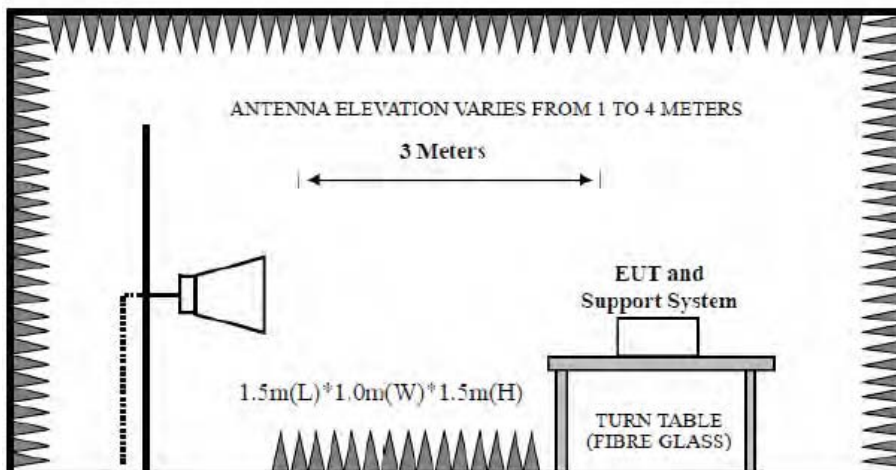 ANTENNA ELEVATION VARIES FROM 1 TO 4 METERS
3 Meters
EUT and
Support System
1.5m(L)*1.0m(W)*1.5m(H)
TURN TABLE
(FIBRE GLASS)